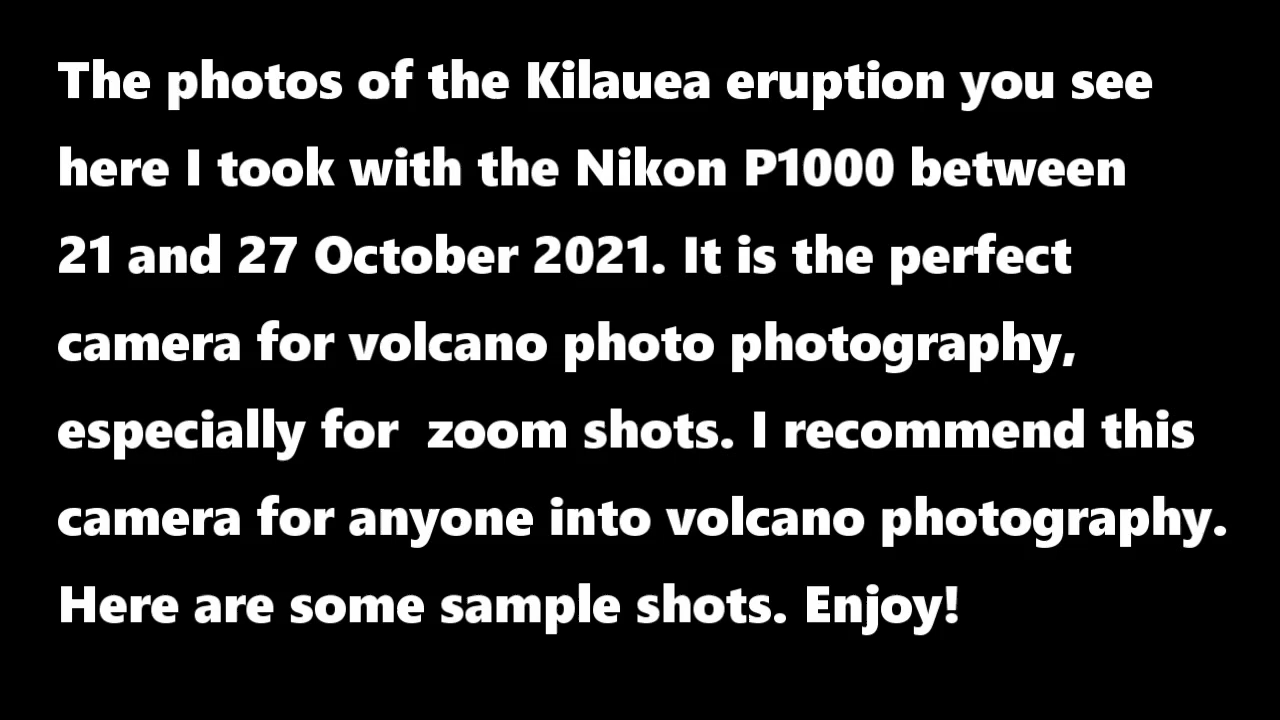 The photos of the Kilauea eruption you see
here I took with the Nikon P1000 between
21 and 27 October 2021. It is the perfect
camera for volcano photo photography,
especially for  zoom shots. I recommend this
camera for anyone into volcano photography.
Here are some sample shots. Enjoy!